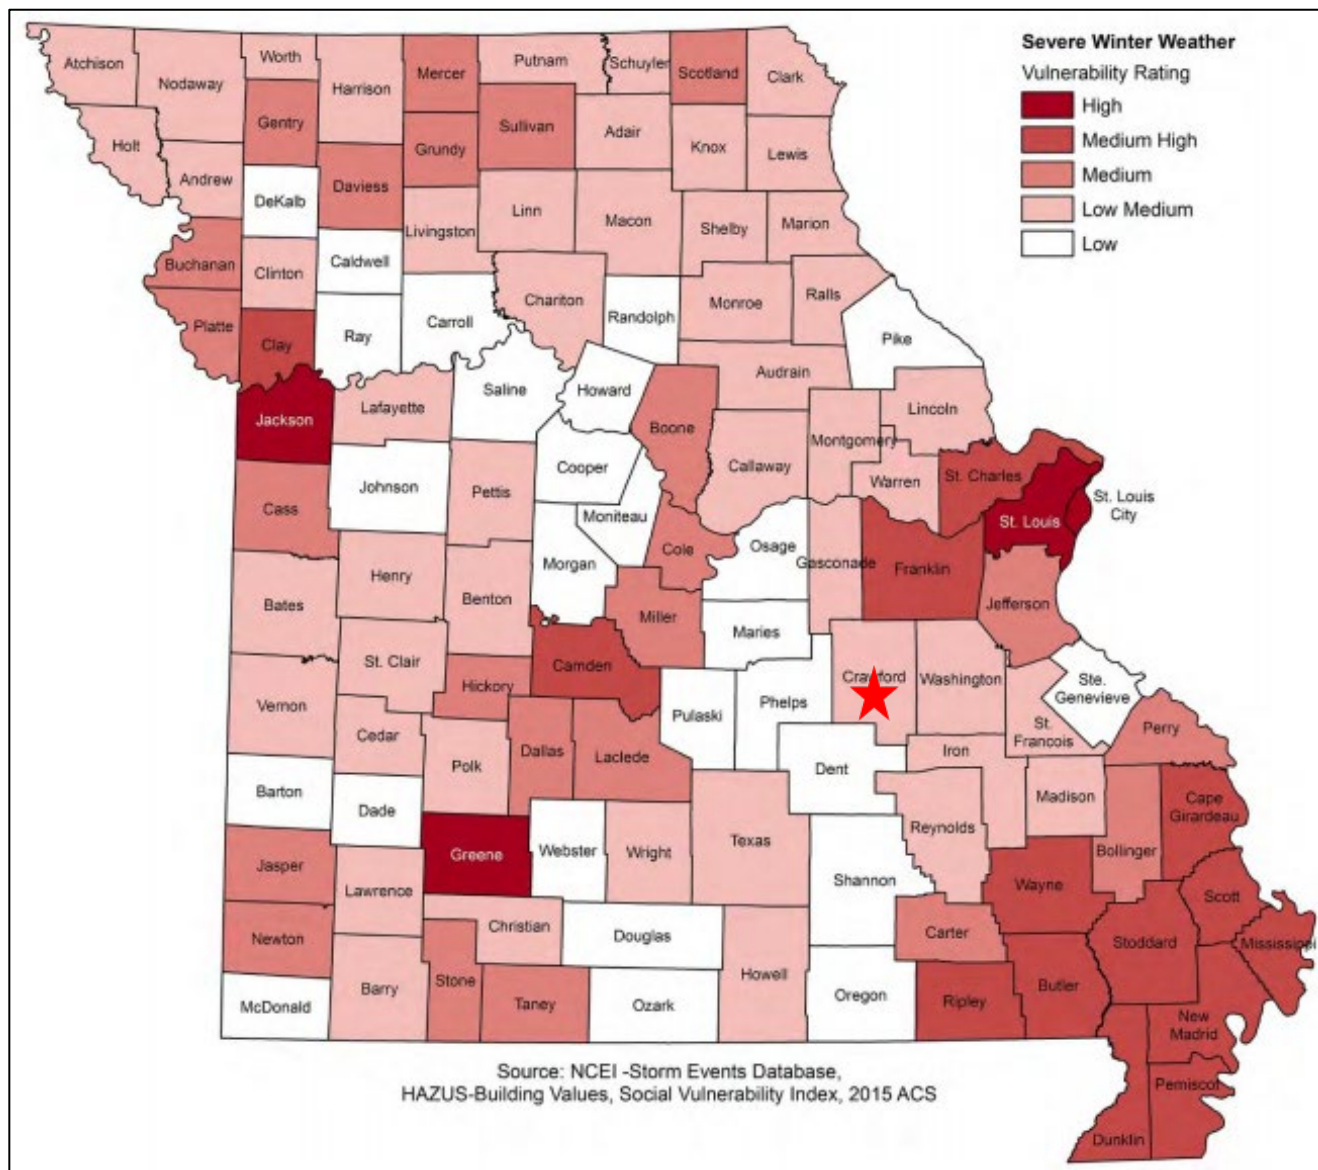 Severe Winter Weather
Vulnerability Rating
High
Medium High
Medium
Low Medium
Low
Atchison
Nodaway
Worth
Harrison
Mercer
Putnam
Schuyler
Scotland
Clark
Gentry
Sullivan
Adair
Knox
Lewis
Holt
Andrew
DeKalb
Daviess
Grundy
Livingston
Linn
Macon
Shelby
Marion
Buchanan
Clinton
Caldwell
Chariton
Randolph
Monroe
Ralls
Platte
Clay
Ray
Carroll
Pike
Jackson
Lafayette
Saline
Howard
Boone
Audrain
Lincoln
Johnson
Pettis
Cooper
Callaway
Montgomery
Warren
St. Charles
Cass
Moniteau
St. Louis
St. Louis
City
Henry
Morgan
Cole
Osage
Gasconade
Franklin
Bates
Benton
Miller
Maries
Jefferson
St. Clair
Hickory
Camden
Crawford
Washington
Ste.
Genevieve
Vernon
Cedar
Pulaski
Phelps
St.
Francois
Perry
Polk
Dallas
Laclede
Dent
Iron
Barton
Dade
Madison
Cape
Girardeau
Jasper
Greene
Webster
Wright
Texas
Reynolds
Bollinger
Lawrence
Shannon
Wayne
Scott
Newton
Christian
Douglas
Carter
Stoddard
Mississippi
McDonald
Barry
Stone
Taney
Ozark
Howell
Oregon
Ripley
Butler
New
Madrid
Pemiscot
Dunklin
Source: NCEI -Storm Events Database,
HAZUS-Building Values, Social Vulnerability Index, 2015 ACS